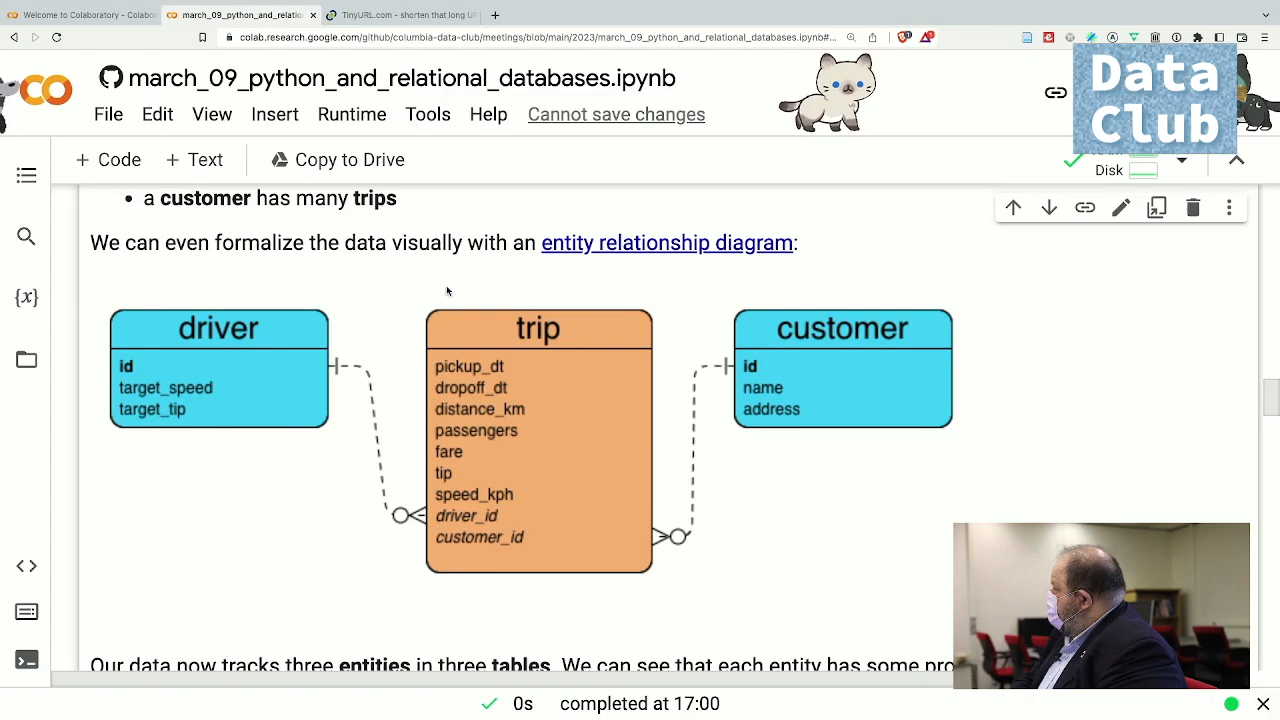 Welcome to Colaboratory - Colabor
march_09_python_and_relatio
TinyURL.com - shorten that long U
colab.research.google.com/github/columbia-data-club/meetings/blob/main/2023/march_09_python_and_relational_databases.ipynb#...
march_09_python_and_relational_databases.ipynb
File Edit View Insert Runtime Tools Help Cannot save changes
Data
Club
+ Code + Text Copy to Drive
Disk
• a customer has many trips
We can even formalize the data visually with an entity relationship diagram:
driver
id
target_speed
target_tip
trip
pickup_dt
dropoff_dt
distance_km
passengers
fare
tip
speed_kph
driver_id
customer_id
customer
id
name
address
Our data now tracks three entities in three tables. We can see that each entity has some pro
0s completed at 17:00